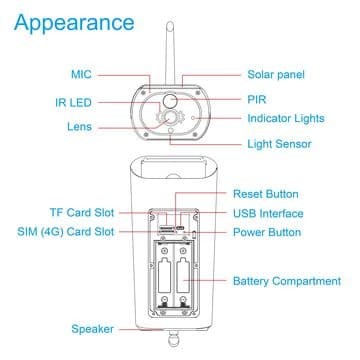 Appearance
MIC
Solar panel
IR LED
PIR
Lens
Indicator Lights
Light Sensor
Reset Button
TF Card Slot
USB Interface
SIM (4G) Card Slot
Power Button
Battery Compartment
Speaker